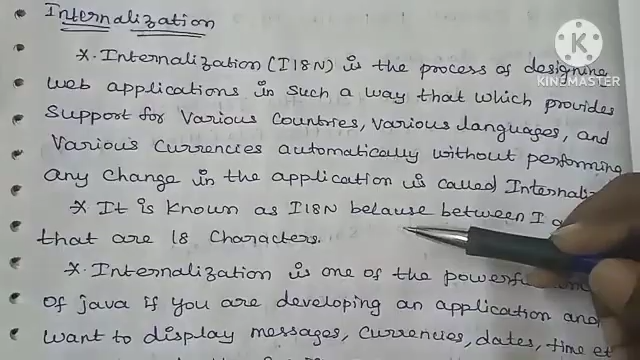 Internalization
*. Internalization (I18N) is the process of designing
web applications in such a way that which provides
support for various countries, various languages, and
various currencies automatically without performing
any change in the application is called
* It is known as I18N because between I
that are 18 characters.
*. Internalization is one of the
of java if you are developing an application and
want to display messages, currencies, dates, time
K
KINEMASTER